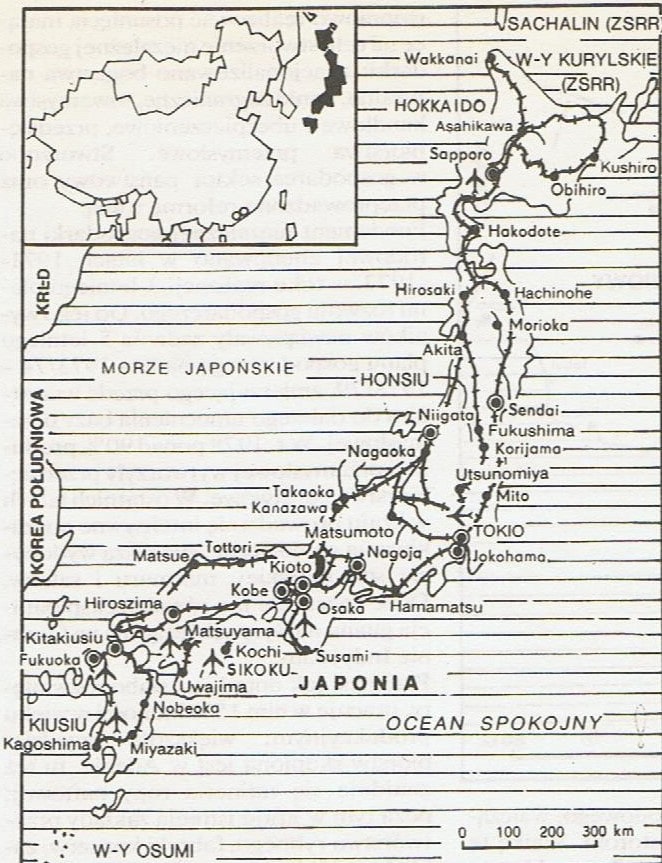 SACHALIN (ZSRR)
Wakkanai
W-Y KURYLSKIE
(ZSRR)
HOKKAIDO
Asahikawa
Sapporo
Kushiro
Obihiro
Hakodote
KRLD
Hirosaki
Hachinohe
Morioka
Akita
MORZE JAPOŃSKIE
HONSIU
Sendai
Niigata
Fukushima
Nagaoka
Korijama
KOREA POŁUDNIOWA
Utsunomiya
Takaoka
Mito
Kanazawa
Matsumoto
TOKIO
Tottori
Nagoja
Matsue
Kioto
Jokohama
Kobe
Hiroszima
Osaka
Hamamatsu
Kitakiusiu
Matsuyama
Fukuoka
Kochi
Susami
SIKOKU
Uwajima
JAPONIA
Nobeoka
KIUSIU
OCEAN SPOKOJNY
Kagoshima
Miyazaki
W-Y OSUMI
0 100 200 300 km